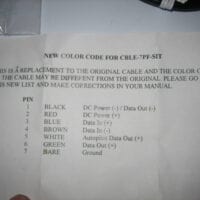 NEW COLOR CODE FOR CBLE-7PF-SIT
THIS IS A REPLACEMENT TO THE ORIGINAL CABLE AND THE COLOR C
THE CABLE MAY BE DIFFERENT FROM THE ORIGINAL. PLEASE GO
IS NEW LIST AND MAKE CORRECTIONS IN YOUR MANUAL.
PIN
1 BLACK DC Power (-) / Data Out (-)
2 RED DC Power (+)
3 BLUE Data In (+)
4 BROWN Data In (-)
5 WHITE Autopilot Data Out (+)
6 GREEN Data Out (+)
7 BARE Ground